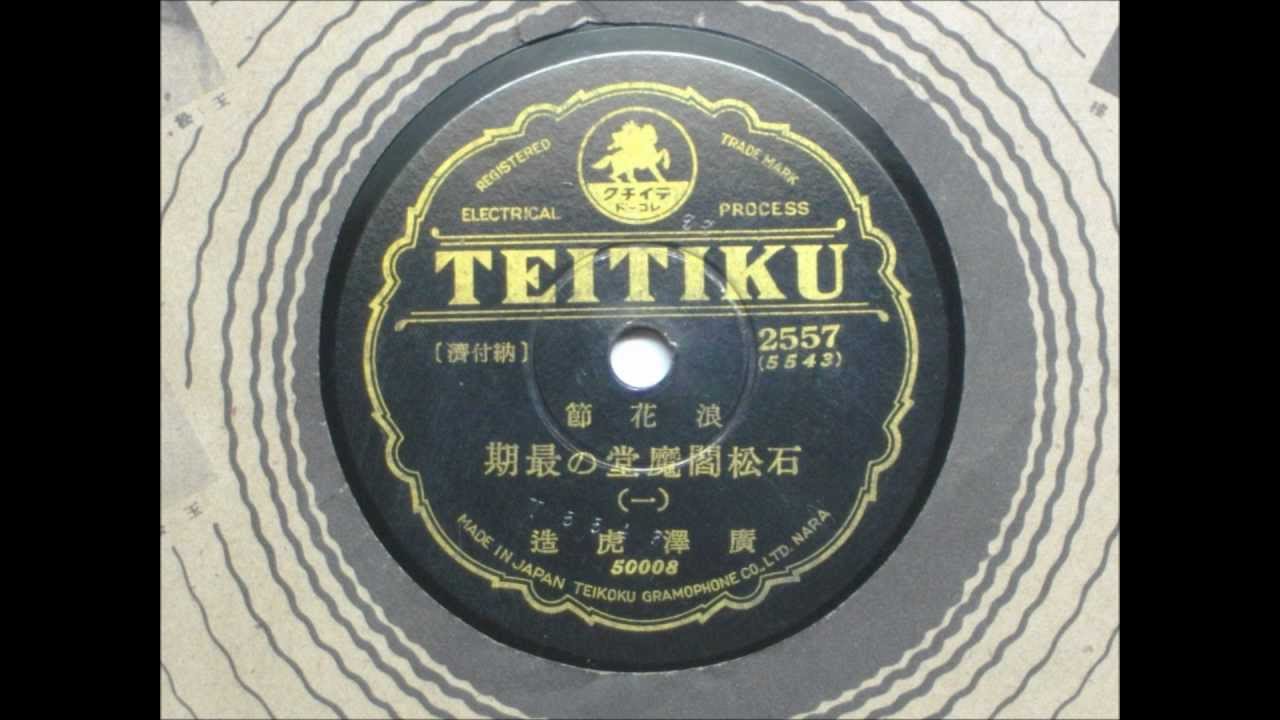 REGISTERED TRADE MARK
テイチク
レコード
ELECTRICAL PROCESS
TEITIKU
[納付濟]
2557
(5543)
浪花節
石松閻魔堂の最期
(一)
廣澤虎造
50008
MADE IN JAPAN TEIKOKU GRAMOPHONE CO., LTD. NARA